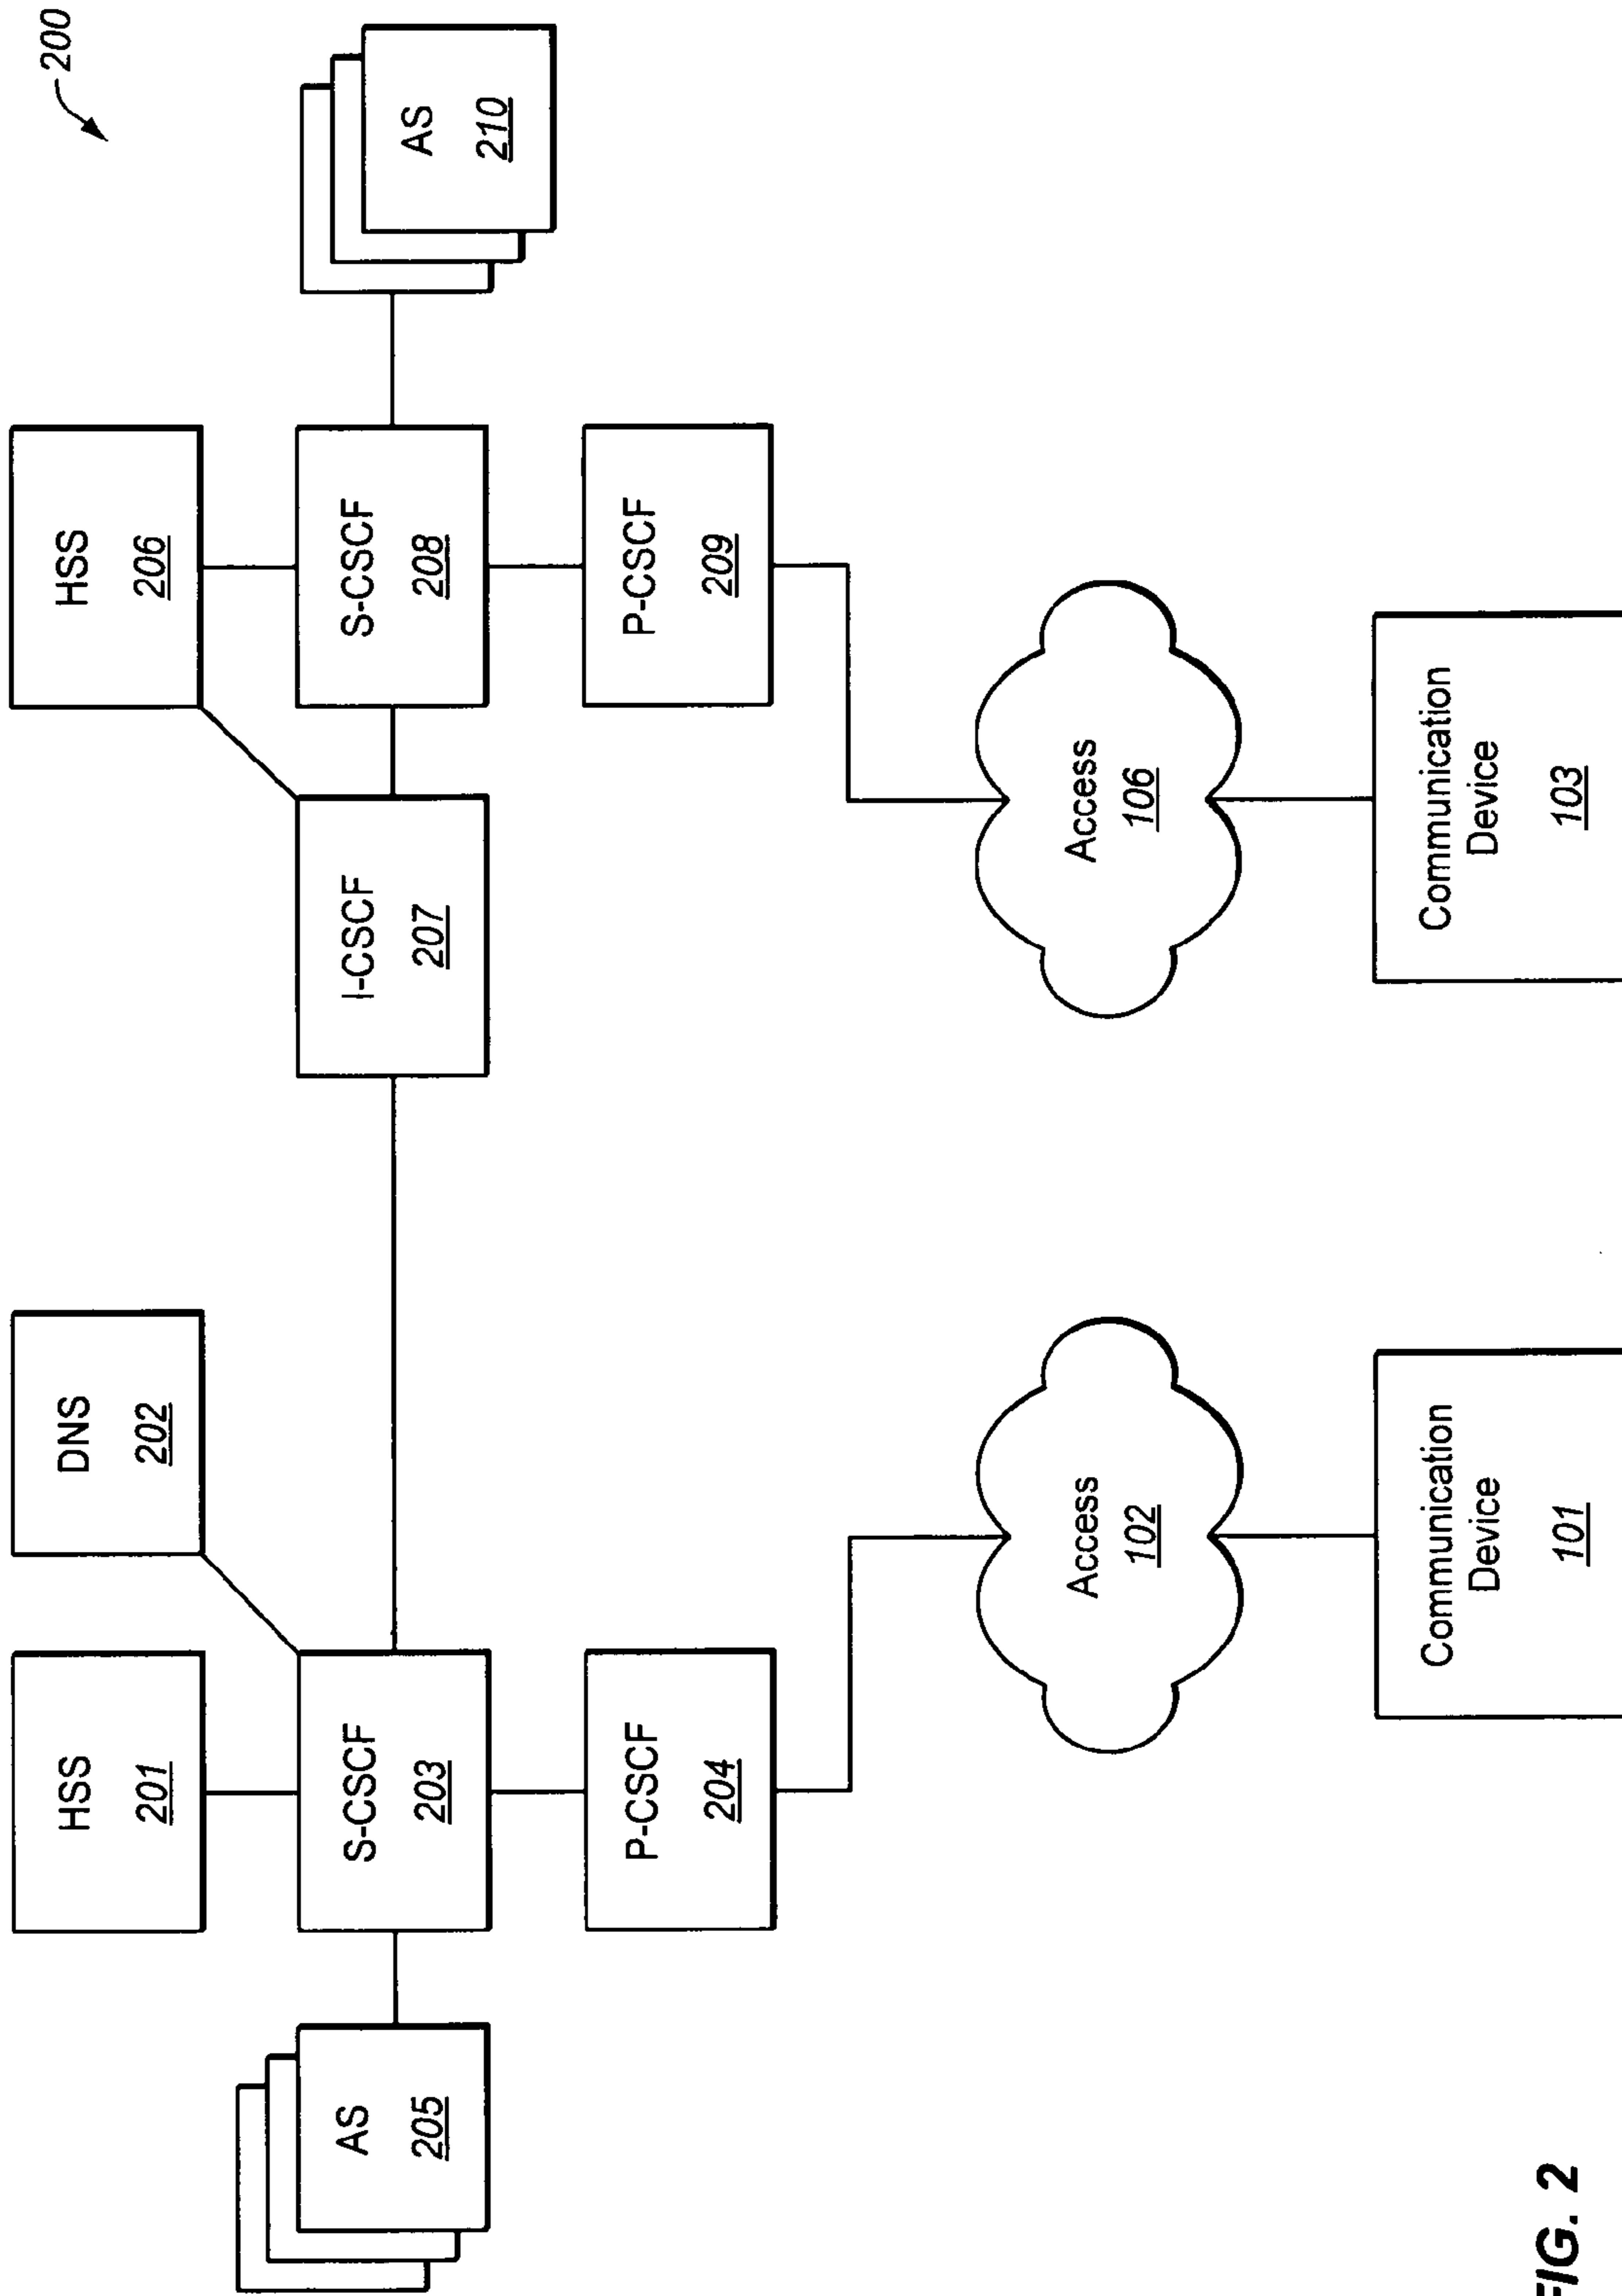 200
HSS
201
DNS
202
HSS
206
AS
205
S-CSCF
203
I-CSCF
207
S-CSCF
208
AS
210
P-CSCF
204
P-CSCF
209
Access
102
Access
106
Communication
Device
101
Communication
Device
103
FIG. 2